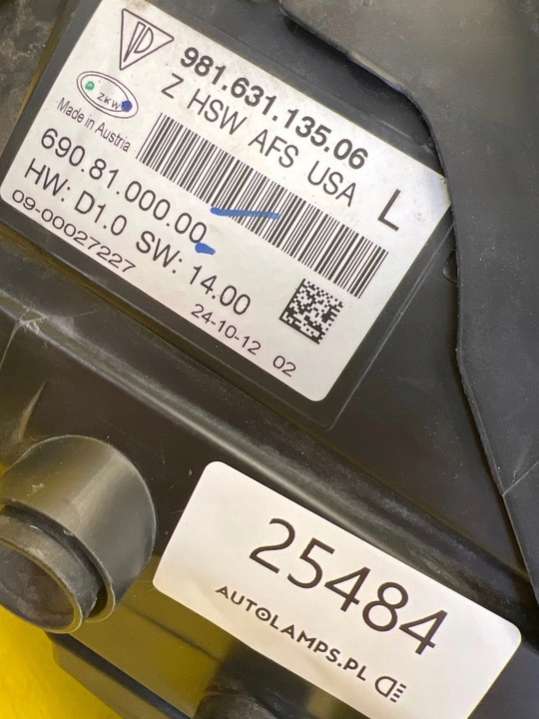 981.631.135.06
Z HSW AFS USA
L
ZKW
Made in Austria
690.81.000.00
HW: D1.0 SW: 14.00
09-00027227
24-10-12 02
25484
AUTOLAMPS.PL